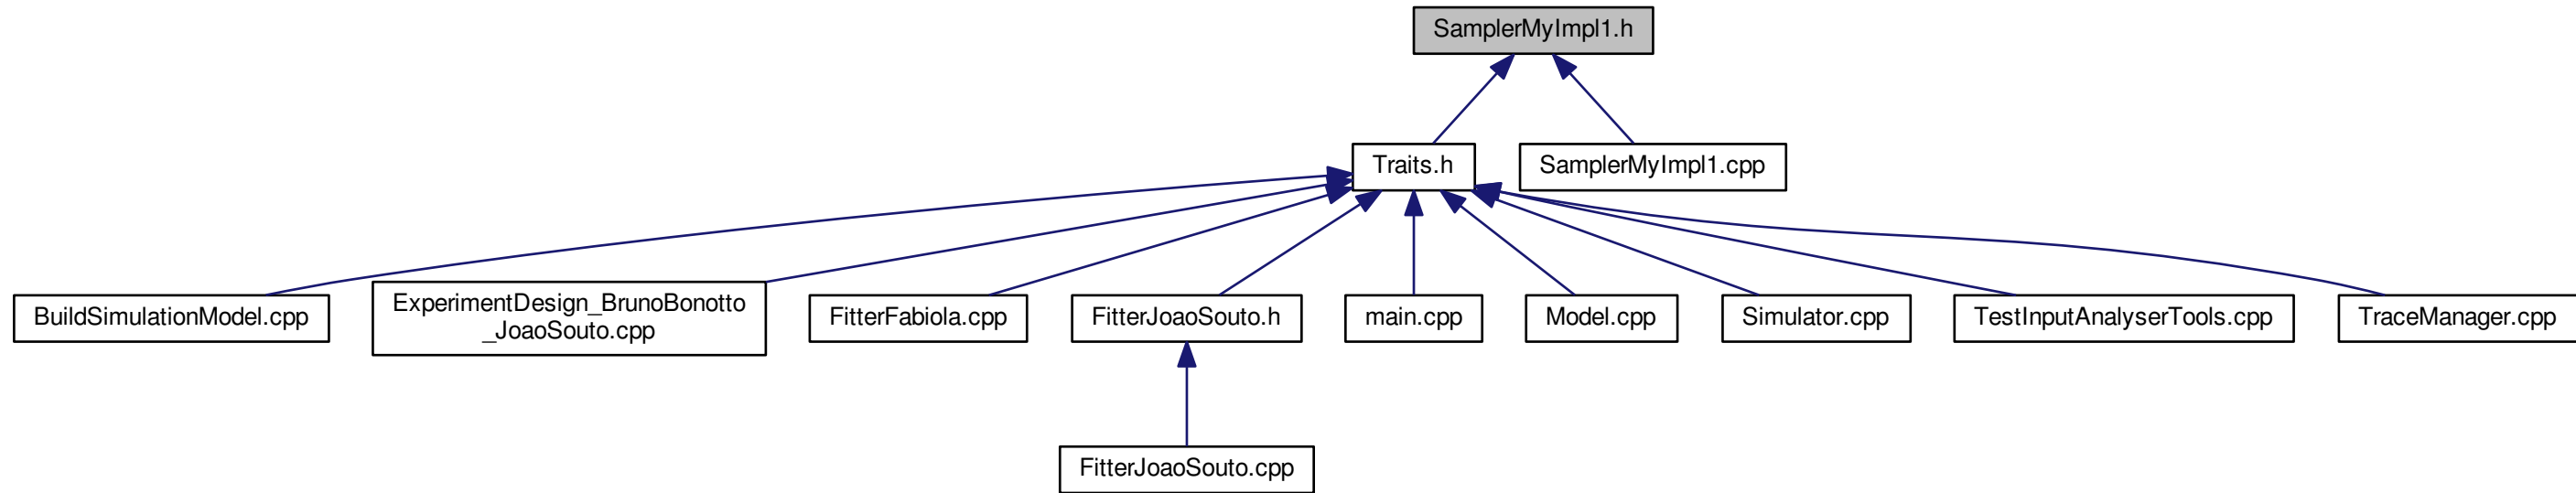 SamplerMyImpl1.h
Traits.h
SamplerMyImpl1.cpp
BuildSimulationModel.cpp
ExperimentDesign_BrunoBonotto
_JoaoSouto.cpp
FitterFabiola.cpp
FitterJoaoSouto.h
main.cpp
Model.cpp
Simulator.cpp
TestInputAnalyserTools.cpp
TraceManager.cpp
FitterJoaoSouto.cpp